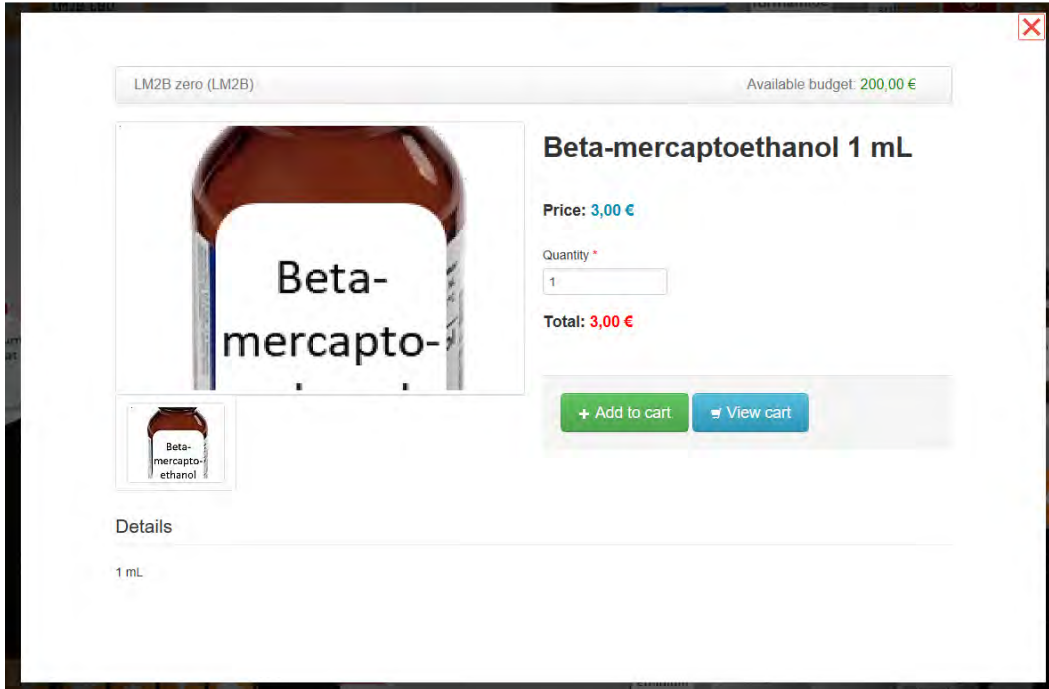 LM2B zero (LM2B)
Available budget: 200,00 €
Beta-mercaptoethanol 1 mL
Price: 3,00 €
Quantity *
1
Total: 3,00 €
+ Add to cart
View cart
Beta-
mercapto-
Beta-
mercapto-
ethanol
Details
1 mL